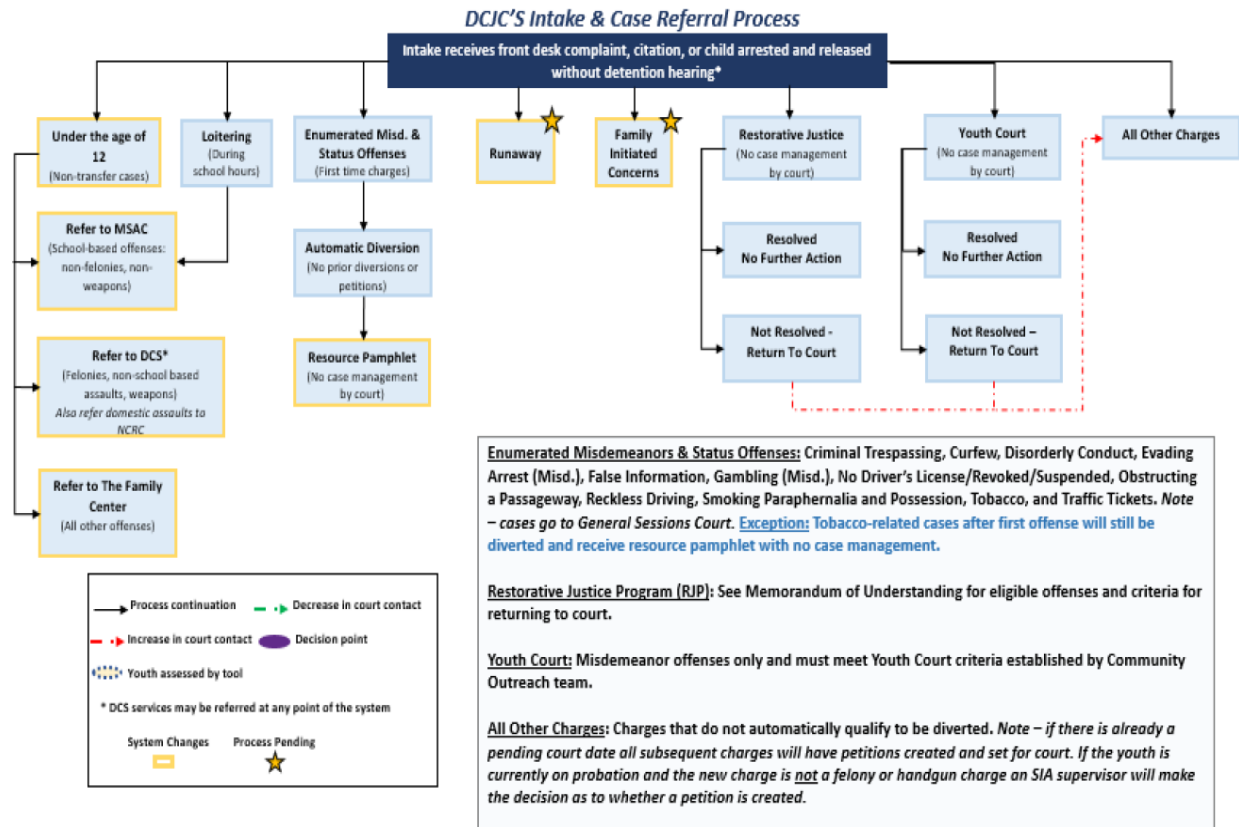 DCJC'S Intake & Case Referral Process
Intake receives front desk complaint, citation, or child arrested and released
without detention hearing*
Under the age of
12
(Non-transfer cases)
Loitering
(During
school hours)
Enumerated Misd. &
Status Offenses
(First time charges)
Runaway
Family
Initiated
Concerns
Restorative Justice
(No case management
by court)
Youth Court
(No case management
by court)
All Other Charges
Refer to MSAC
(School-based offenses:
non-felonies, non-
weapons)
Automatic Diversion
(No prior diversions or
petitions)
Resolved
No Further Action
Resolved
No Further Action
Refer to DCS*
(Felonies, non-school based
assaults, weapons)
Also refer domestic assaults to
NCRC
Resource Pamphlet
(No case management
by court)
Not Resolved -
Return To Court
Not Resolved –
Return To Court
Refer to The Family
Center
(All other offenses)
Enumerated Misdemeanors & Status Offenses: Criminal Trespassing, Curfew, Disorderly Conduct, Evading
Arrest (Misd.), False Information, Gambling (Misd.), No Driver's License/Revoked/Suspended, Obstructing
a Passageway, Reckless Driving, Smoking Paraphernalia and Possession, Tobacco, and Traffic Tickets. Note
– cases go to General Sessions Court. Exception: Tobacco-related cases after first offense will still be
diverted and receive resource pamphlet with no case management.
Restorative Justice Program (RJP): See Memorandum of Understanding for eligible offenses and criteria for
returning to court.
Youth Court: Misdemeanor offenses only and must meet Youth Court criteria established by Community
Outreach team.
All Other Charges: Charges that do not automatically qualify to be diverted. Note – if there is already a
pending court date all subsequent charges will have petitions created and set for court. If the youth is
currently on probation and the new charge is not a felony or handgun charge an SIA supervisor will make
the decision as to whether a petition is created.
Process continuation
Decrease in court contact
Increase in court contact
Decision point
Youth assessed by tool
* DCS services may be referred at any point of the system
System Changes
Process Pending